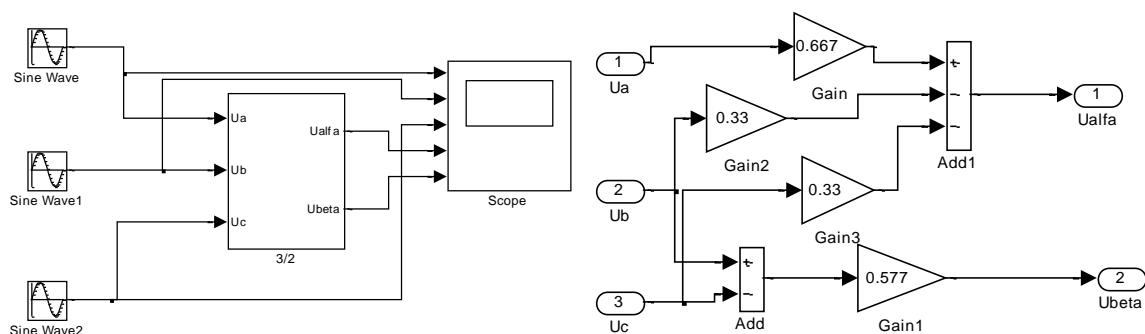 Sine Wave
Sine Wave1
Sine Wave2
Ua
Ub
Uc
Ualfa
Ubeta
3/2
Scope
1
Ua
2
Ub
3
Uc
0.667
Gain
0.33
Gain2
0.33
Gain3
+
-
-
Add1
+
-
Add
0.577
Gain1
1
Ualfa
2
Ubeta